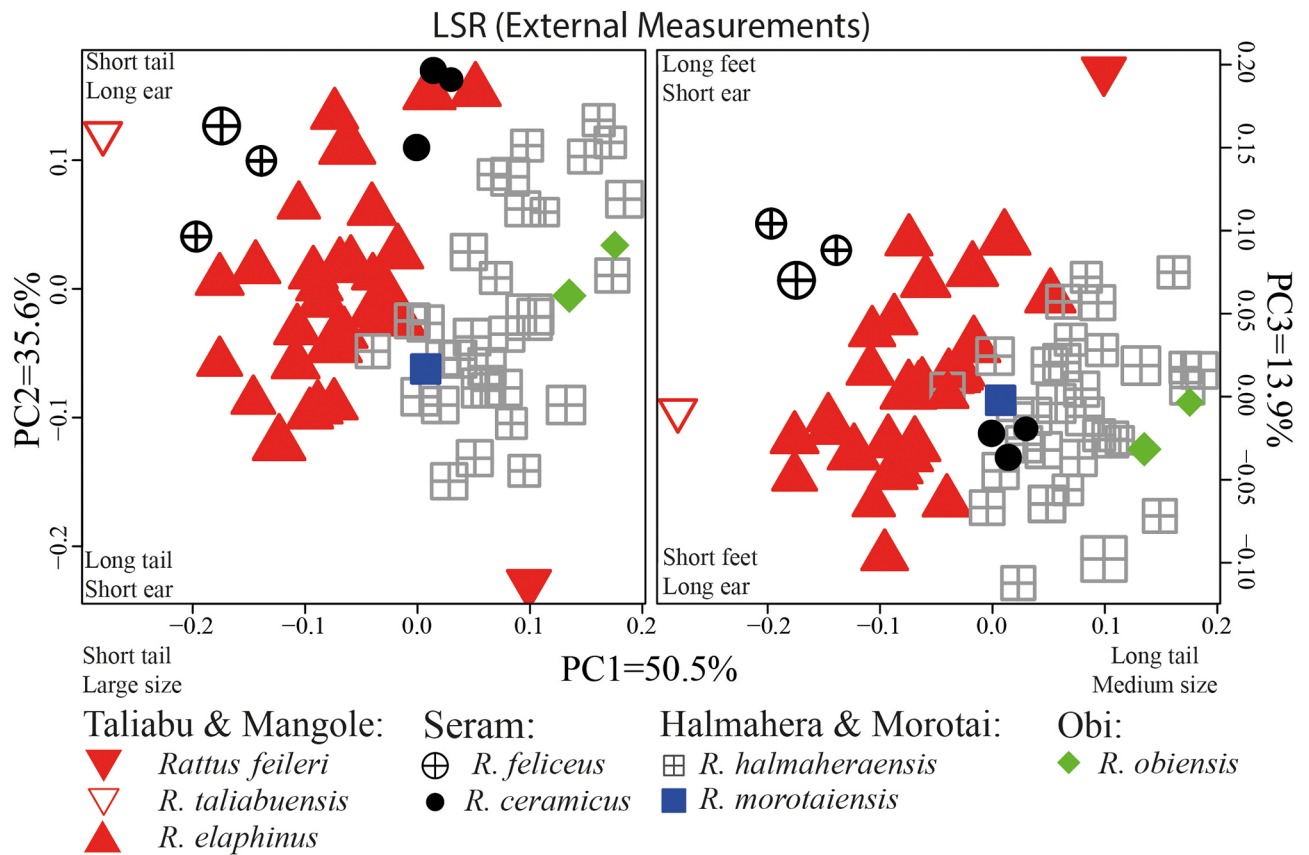 LSR (External Measurements)
Short tail
Long ear
Long tail
Short ear
Long feet
Short ear
Short feet
Long ear
PC2=35.6%
0.1
0.0
−0.1
−0.2
PC3=13.9%
0.20
0.15
0.10
0.05
0.00
−0.05
−0.10
−0.2 −0.1 0.0 0.1 0.2
−0.2 −0.1 0.0 0.1 0.2
Short tail
Large size
PC1=50.5%
Long tail
Medium size
Taliabu & Mangole:
Rattus feileri
R. taliabuensis
R. elaphinus
Seram:
R. feliceus
R. ceramicus
Halmahera & Morotai:
R. halmaheraensis
R. morotaiensis
Obi:
R. obiensis